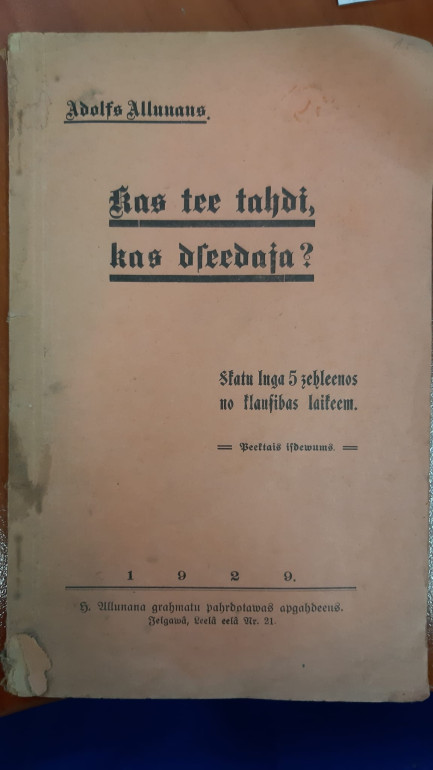 Adolfs Allunans.
Kas tee tahdi,
kas dſeedaja?
Skatu luga 5 zehleenos
no klauſibas laikeem.
Peektais iſdewums.
1 9 2 9.
H. Allunana grahmatu pahrdotawas apgahdeens.
Jelgawā, Leelā eelā Nr. 21.